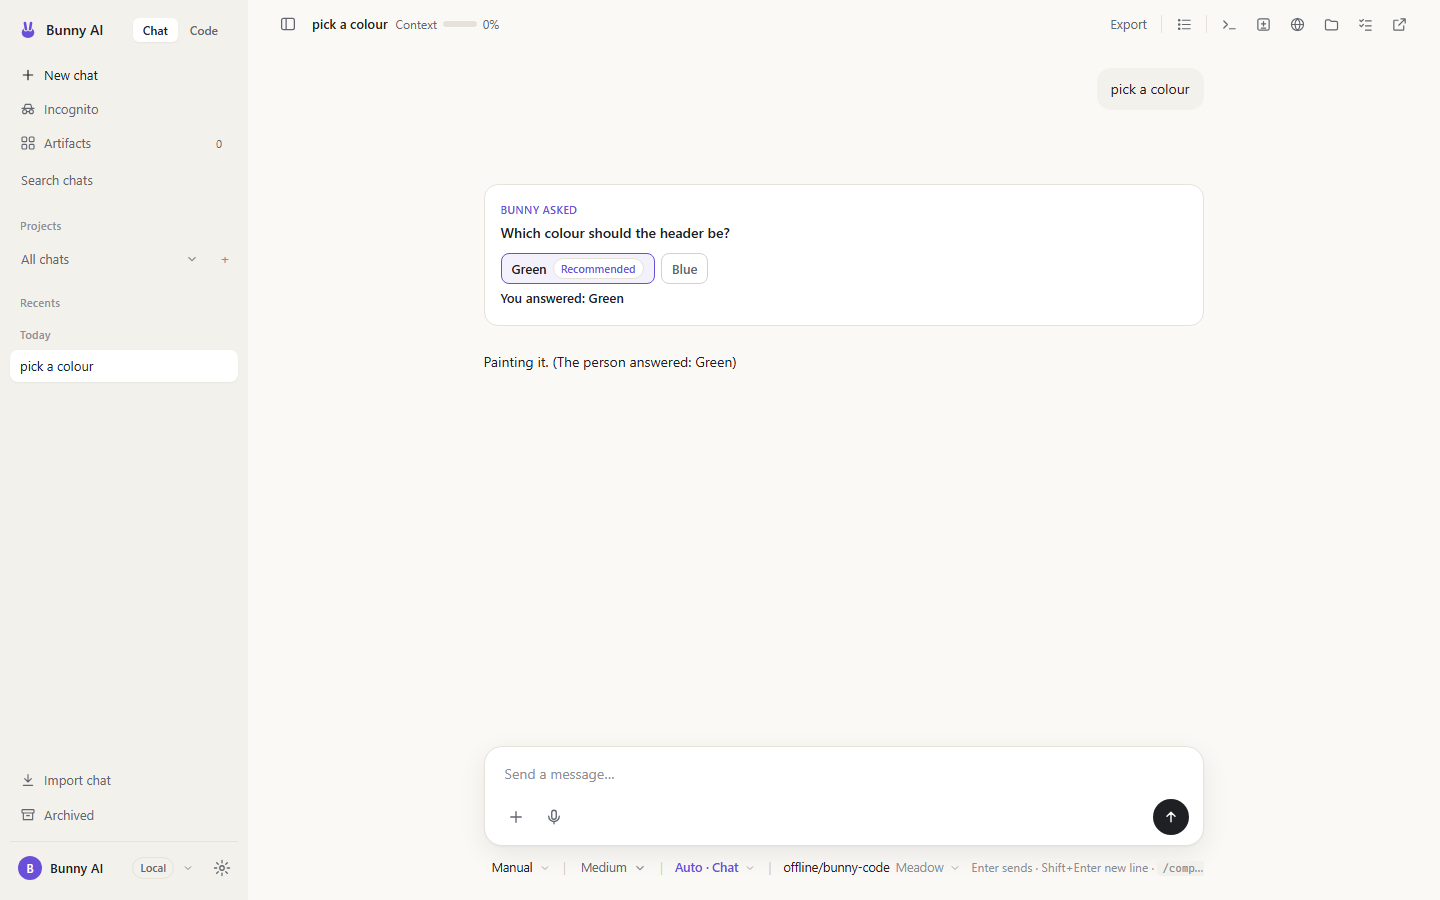 Bunny AI
Chat
Code
New chat
Incognito
Artifacts
0
Search chats
Projects
All chats
+
Recents
Today
pick a colour
Import chat
Archived
B
Bunny AI
Local
pick a colour
Context
0%
Export
pick a colour
BUNNY ASKED
Which colour should the header be?
Green Recommended
Blue
You answered: Green
Painting it. (The person answered: Green)
Send a message...
Manual
Medium
Auto · Chat
offline/bunny-code Meadow
Enter sends · Shift+Enter new line · /comp…